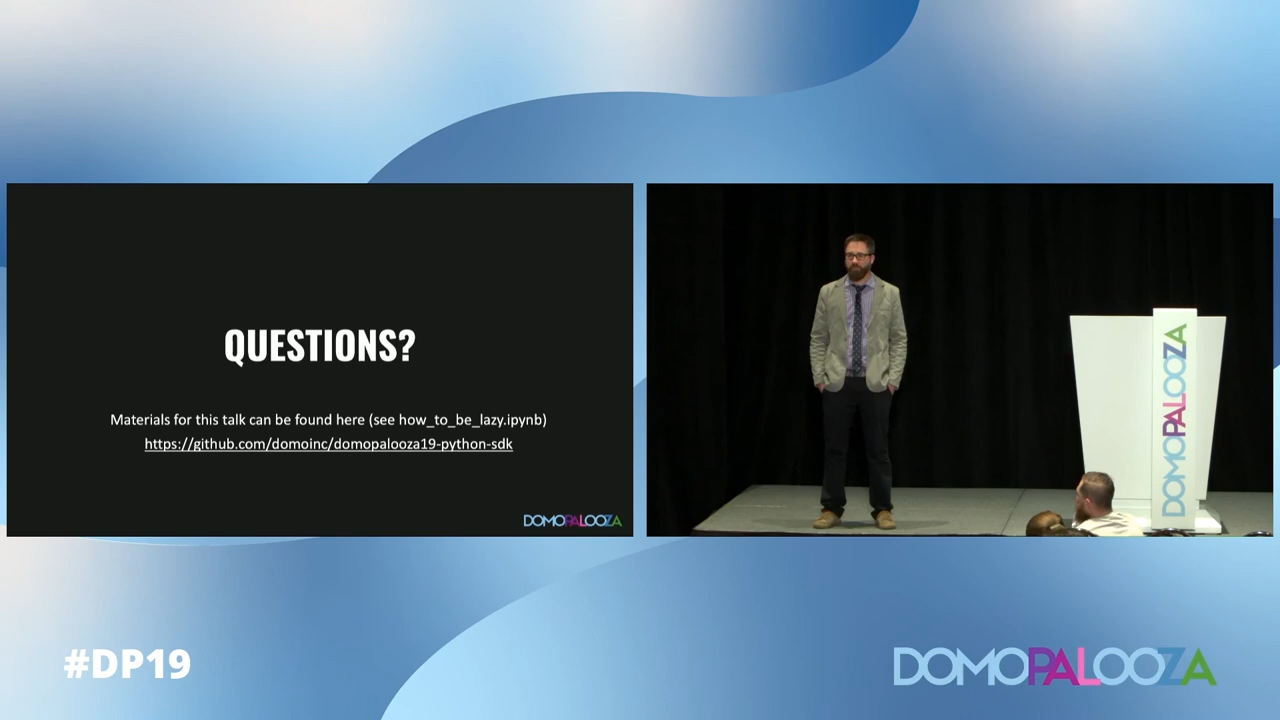 QUESTIONS?
Materials for this talk can be found here (see how_to_be_lazy.ipynb)
https://github.com/domoinc/domopalooza19-python-sdk
DOMOPALOOZA
DOMOPALOOZA
#DP19
DOMOPALOOZA